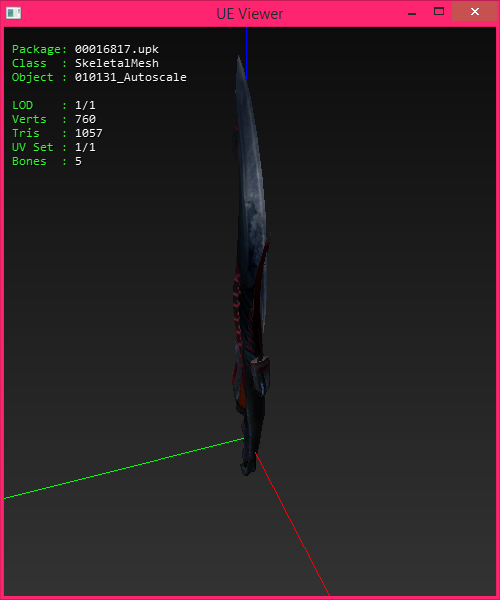 UE Viewer
Package: 00016817.upk
Class  : SkeletalMesh
Object : 010131_Autoscale
LOD    : 1/1
Verts  : 760
Tris   : 1057
UV Set : 1/1
Bones  : 5